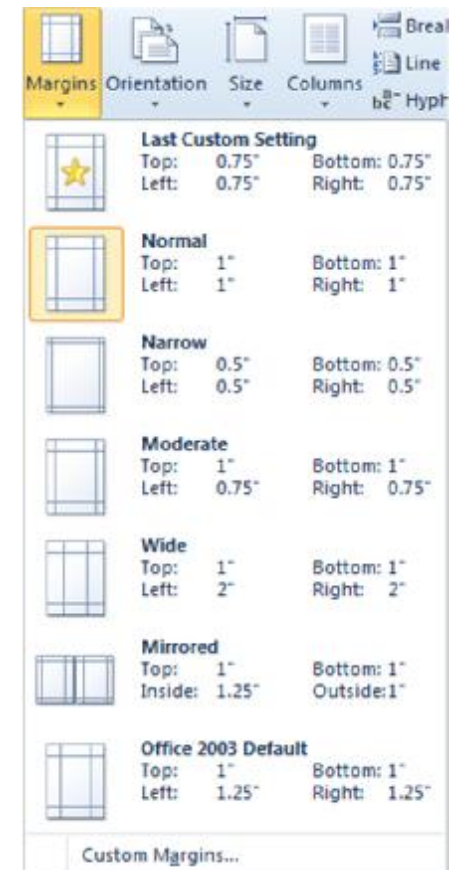 Break
Line
Margins Orientation Size Columns
Hyph
Last Custom Setting
Top: 0.75" Bottom: 0.75"
Left: 0.75" Right: 0.75"
Normal
Top: 1" Bottom: 1"
Left: 1" Right: 1"
Narrow
Top: 0.5" Bottom: 0.5"
Left: 0.5" Right: 0.5"
Moderate
Top: 1" Bottom: 1"
Left: 0.75" Right: 0.75"
Wide
Top: 1" Bottom: 1"
Left: 2" Right: 2"
Mirrored
Top: 1" Bottom: 1"
Inside: 1.25" Outside:1"
Office 2003 Default
Top: 1" Bottom: 1"
Left: 1.25" Right: 1.25"
Custom Margins...